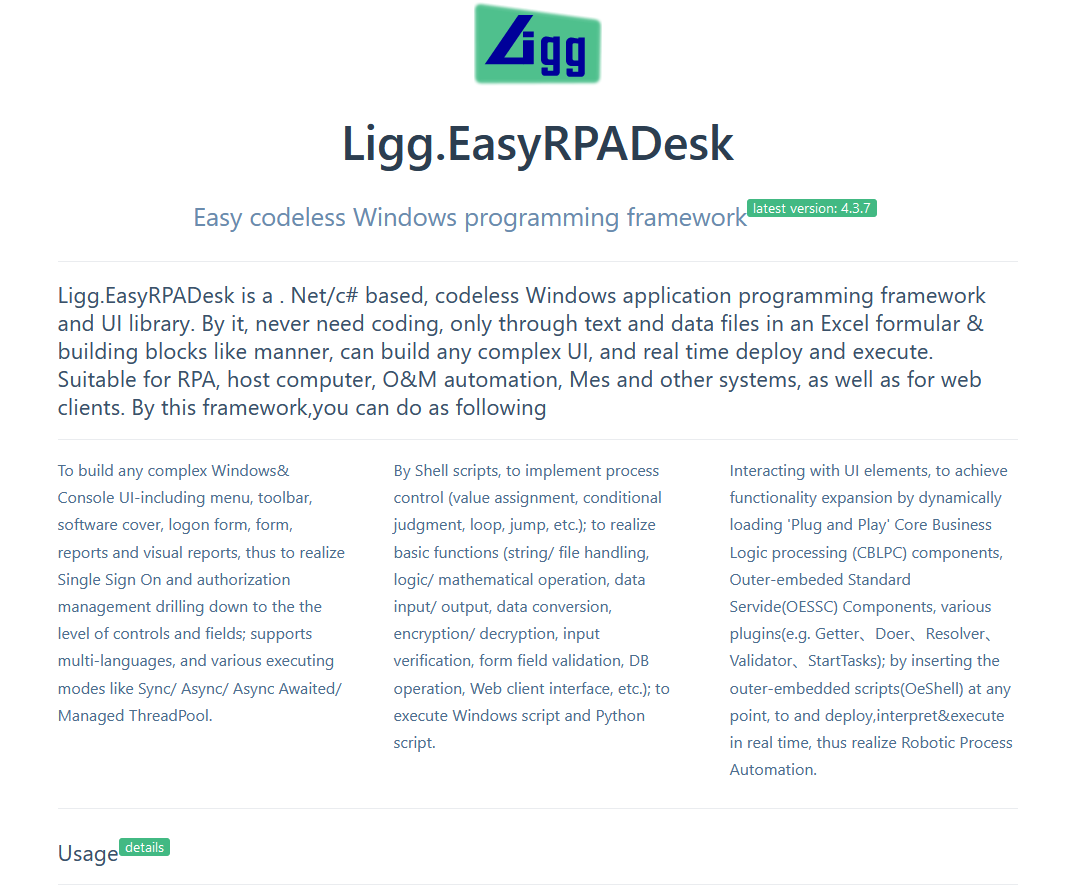 Ligg
Ligg.EasyRPADesk
Easy codeless Windows programming framework latest version: 4.3.7
Ligg.EasyRPADesk is a . Net/c# based, codeless Windows application programming framework
and UI library. By it, never need coding, only through text and data files in an Excel formular &
building blocks like manner, can build any complex UI, and real time deploy and execute.
Suitable for RPA, host computer, O&M automation, Mes and other systems, as well as for web
clients. By this framework,you can do as following
To build any complex Windows&
Console UI-including menu, toolbar,
software cover, logon form, form,
reports and visual reports, thus to realize
Single Sign On and authorization
management drilling down to the the
level of controls and fields; supports
multi-languages, and various executing
modes like Sync/ Async/ Async Awaited/
Managed ThreadPool.
By Shell scripts, to implement process
control (value assignment, conditional
judgment, loop, jump, etc.); to realize
basic functions (string/ file handling,
logic/ mathematical operation, data
input/ output, data conversion,
encryption/ decryption, input
verification, form field validation, DB
operation, Web client interface, etc.); to
execute Windows script and Python
script.
Interacting with UI elements, to achieve
functionality expansion by dynamically
loading 'Plug and Play' Core Business
Logic processing (CBLPC) components,
Outer-embeded Standard
Servide(OESSC) Components, various
plugins(e.g. Getter、Doer、Resolver、
Validator、StartTasks); by inserting the
outer-embedded scripts(OeShell) at any
point, to and deploy,interpret&execute
in real time, thus realize Robotic Process
Automation.
Usage details